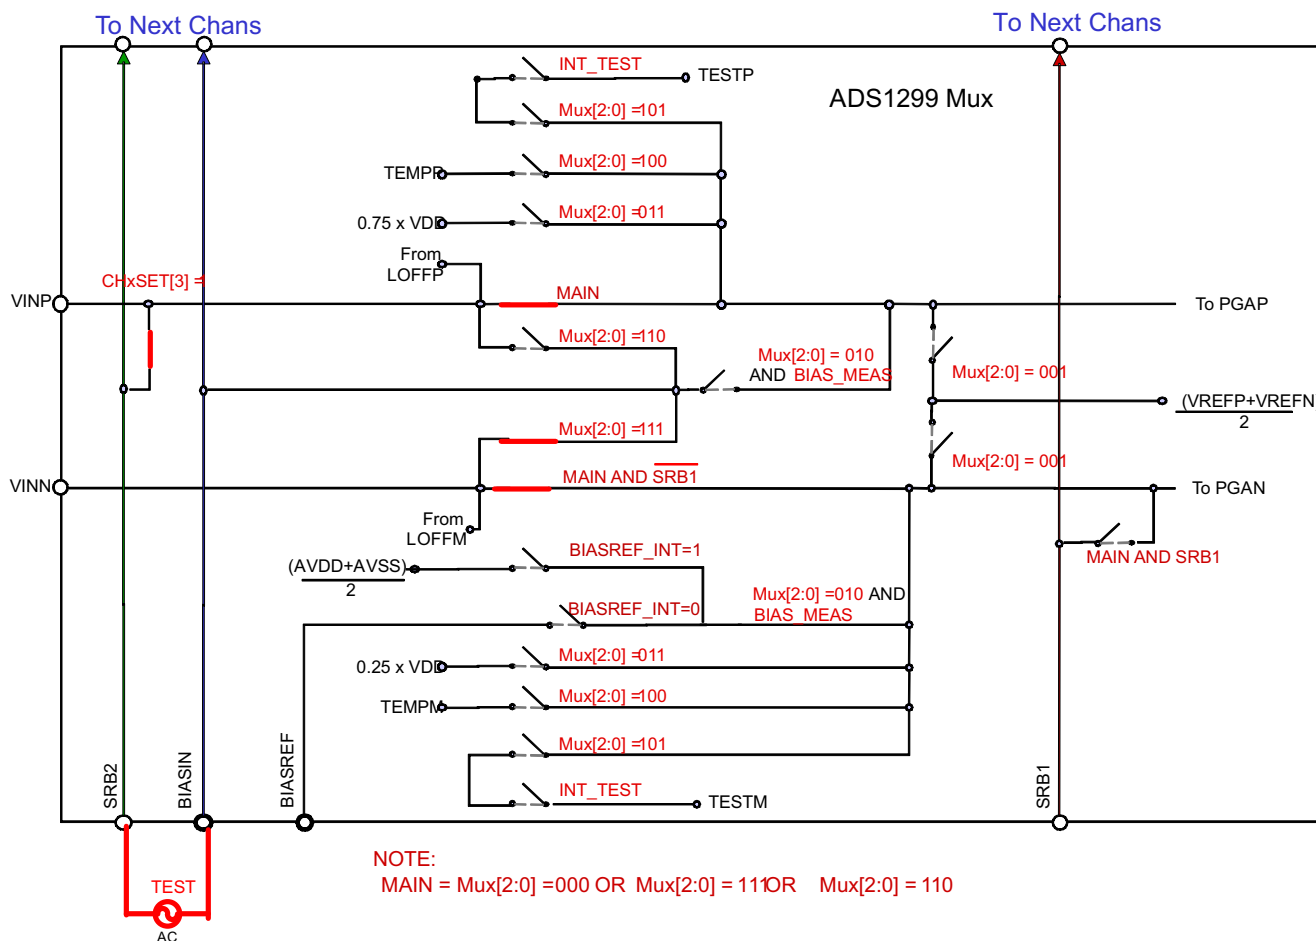 To Next Chans
To Next Chans
INT_TEST
TESTP
ADS1299 Mux
Mux[2:0] =101
Mux[2:0] =100
TEMPP
Mux[2:0] =011
0.75 x VDD
From
LOFFP
CHxSET[3] =1
MAIN
VINP
To PGAP
Mux[2:0] =110
Mux[2:0] = 010
AND BIAS_MEAS
Mux[2:0] = 001
(VREFP+VREFN
2
Mux[2:0] =111
Mux[2:0] = 001
MAIN AND SRB1
VINN
To PGAN
From
LOFFM
BIASREF_INT=1
MAIN AND SRB1
(AVDD+AVSS)
2
Mux[2:0] =010 AND
BIAS_MEAS
BIASREF_INT=0
Mux[2:0] =011
0.25 x VDD
Mux[2:0] =100
TEMPM
Mux[2:0] =101
SRB2
BIASIN
BIASREF
SRB1
INT_TEST
TESTM
NOTE:
MAIN = Mux[2:0] =000 OR Mux[2:0] = 111OR Mux[2:0] = 110
TEST
AC